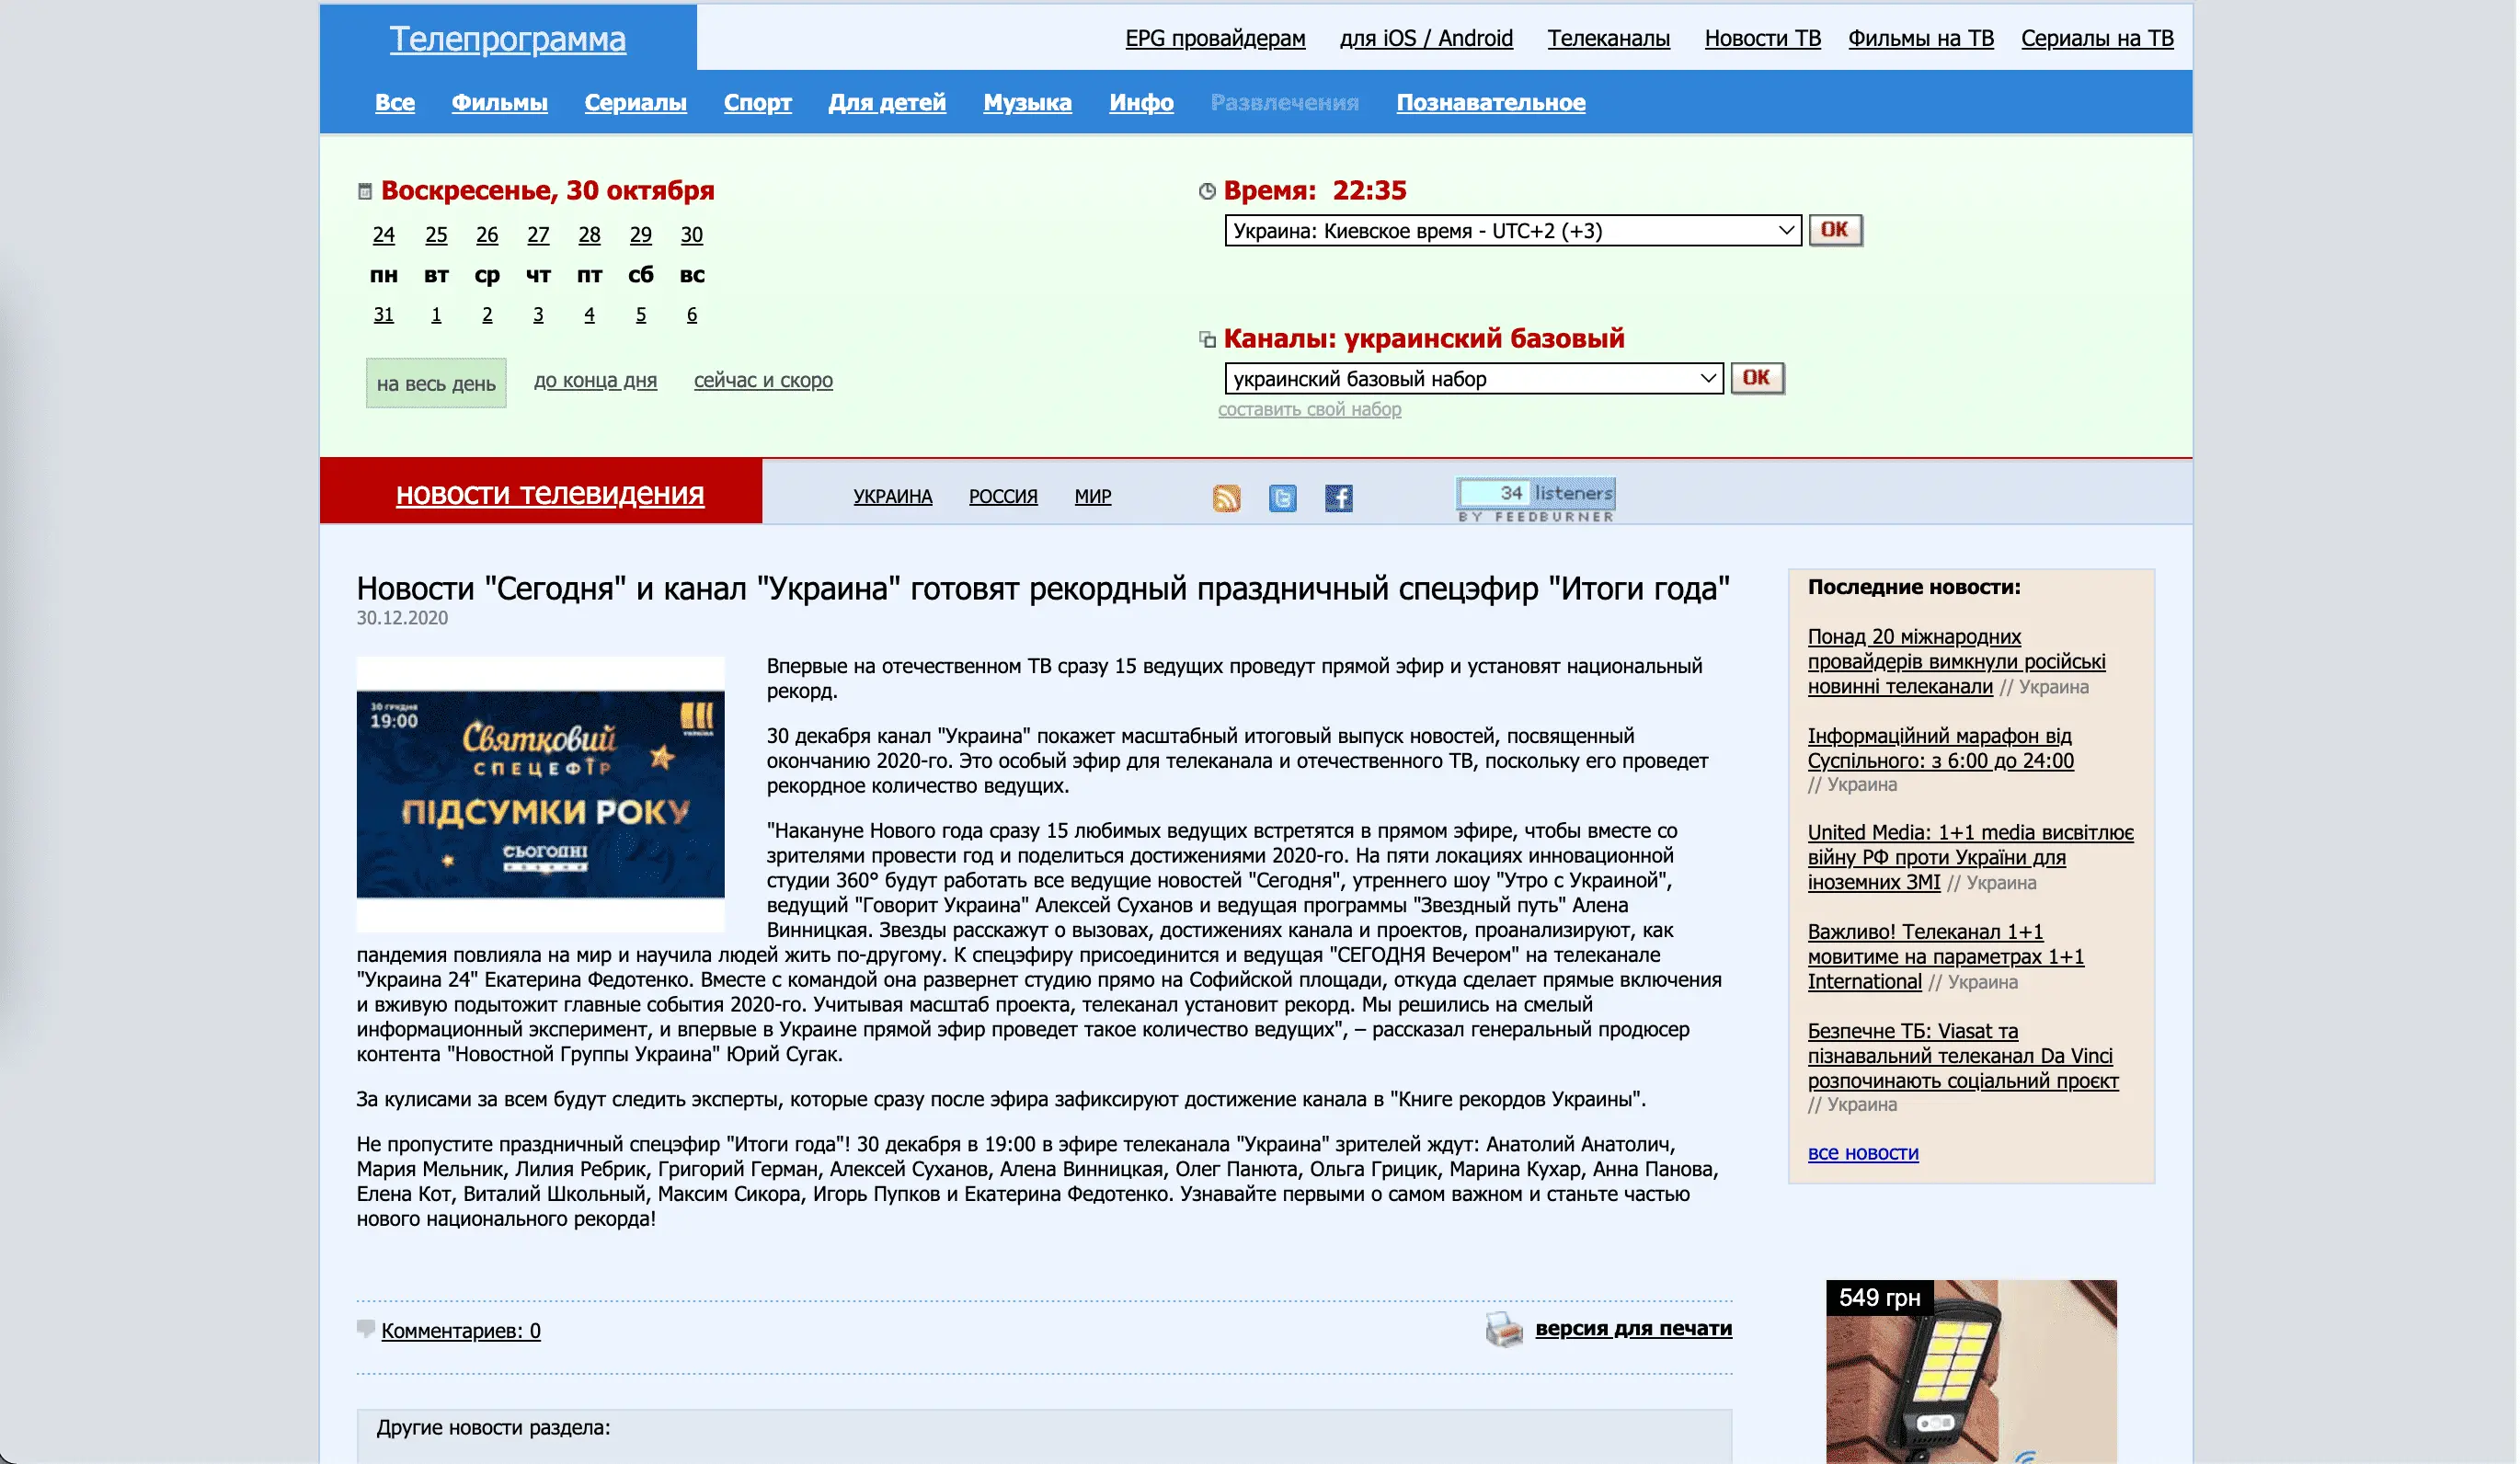 Телепрограмма
EPG провайдерам для iOS / Android Телеканалы Новости ТВ Фильмы на ТВ Сериалы на ТВ
Все Фильмы Сериалы Спорт Для детей Музыка Инфо Развлечения Познавательное
Воскресенье, 30 октября
24 25 26 27 28 29 30
пн вт ср чт пт сб вс
31 1 2 3 4 5 6
на весь день до конца дня сейчас и скоро
Время: 22:35
Украина: Киевское время - UTC+2 (+3) OK
Каналы: украинский базовый
украинский базовый набор OK
составить свой набор
новости телевидения
УКРАИНА РОССИЯ МИР
34 listeners
BY FEEDBURNER
Новости "Сегодня" и канал "Украина" готовят рекордный праздничный спецэфир "Итоги года"
30.12.2020
30 грудня
19:00
УКРАЇНА
Святковий
СПЕЦЕФІР
ПІДСУМКИ РОКУ
СЬОГОДНІ
Впервые на отечественном ТВ сразу 15 ведущих проведут прямой эфир и установят национальный
рекорд.
30 декабря канал "Украина" покажет масштабный итоговый выпуск новостей, посвященный
окончанию 2020-го. Это особый эфир для телеканала и отечественного ТВ, поскольку его проведет
рекордное количество ведущих.
"Накануне Нового года сразу 15 любимых ведущих встретятся в прямом эфире, чтобы вместе со
зрителями провести год и поделиться достижениями 2020-го. На пяти локациях инновационной
студии 360° будут работать все ведущие новостей "Сегодня", утреннего шоу "Утро с Украиной",
ведущий "Говорит Украина" Алексей Суханов и ведущая программы "Звездный путь" Алена
Винницкая. Звезды расскажут о вызовах, достижениях канала и проектов, проанализируют, как
пандемия повлияла на мир и научила людей жить по-другому. К спецэфиру присоединится и ведущая "СЕГОДНЯ Вечером" на телеканале
"Украина 24" Екатерина Федотенко. Вместе с командой она развернет студию прямо на Софийской площади, откуда сделает прямые включения
и вживую подытожит главные события 2020-го. Учитывая масштаб проекта, телеканал установит рекорд. Мы решились на смелый
информационный эксперимент, и впервые в Украине прямой эфир проведет такое количество ведущих", – рассказал генеральный продюсер
контента "Новостной Группы Украина" Юрий Сугак.
За кулисами за всем будут следить эксперты, которые сразу после эфира зафиксируют достижение канала в "Книге рекордов Украины".
Не пропустите праздничный спецэфир "Итоги года"! 30 декабря в 19:00 в эфире телеканала "Украина" зрителей ждут: Анатолий Анатолич,
Мария Мельник, Лилия Ребрик, Григорий Герман, Алексей Суханов, Алена Винницкая, Олег Панюта, Ольга Грицик, Марина Кухар, Анна Панова,
Елена Кот, Виталий Школьный, Максим Сикора, Игорь Пупков и Екатерина Федотенко. Узнавайте первыми о самом важном и станьте частью
нового национального рекорда!
Комментариев: 0
версия для печати
Другие новости раздела:
Последние новости:
Понад 20 міжнародних
провайдерів вимкнули російські
новинні телеканали // Украина
Інформаційний марафон від
Суспільного: з 6:00 до 24:00
// Украина
United Media: 1+1 media висвітлює
війну РФ проти України для
іноземних ЗМІ // Украина
Важливо! Телеканал 1+1
мовитиме на параметрах 1+1
International // Украина
Безпечне ТБ: Viasat та
пізнавальний телеканал Da Vinci
розпочинають соціальний проєкт
// Украина
все новости
549 грн